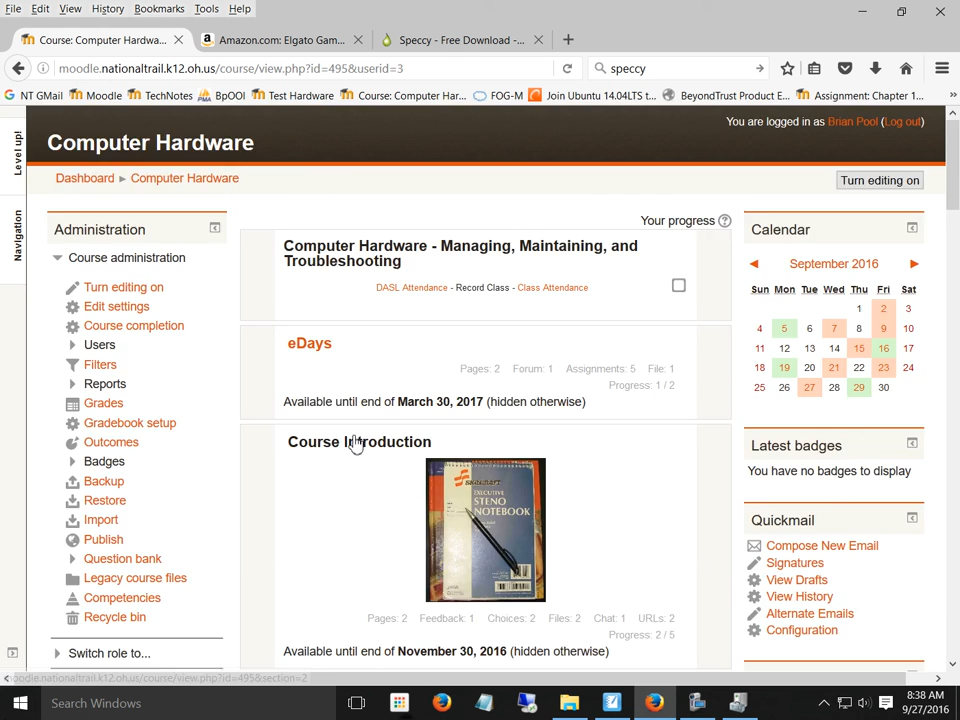 File Edit View History Bookmarks Tools Help
Course: Computer Hardwa...
Amazon.com: Elgato Gam...
Speccy - Free Download -...
moodle.nationaltrail.k12.oh.us/course/view.php?id=495&userid=3
speccy
NT GMail Moodle TechNotes BpOOl Test Hardware Course: Computer Har... FOG-M Join Ubuntu 14.04LTS t... BeyondTrust Product E... Assignment: Chapter 1...
Level up!
Navigation
You are logged in as Brian Pool (Log out)
Computer Hardware
Dashboard ► Computer Hardware
Turn editing on
Administration
Course administration
Turn editing on
Edit settings
Course completion
Users
Filters
Reports
Grades
Gradebook setup
Outcomes
Badges
Backup
Restore
Import
Publish
Question bank
Legacy course files
Competencies
Recycle bin
Switch role to...
Your progress
Computer Hardware - Managing, Maintaining, and
Troubleshooting
DASL Attendance - Record Class - Class Attendance
eDays
Pages: 2 Forum: 1 Assignments: 5 File: 1
Progress: 1 / 2
Available until end of March 30, 2017 (hidden otherwise)
Course Introduction
EXECUTIVE
STENO
NOTEBOOK
Pages: 2 Feedback: 1 Choices: 2 Files: 2 Chat: 1 URLs: 2
Progress: 2 / 5
Available until end of November 30, 2016 (hidden otherwise)
Calendar
◄ September 2016 ►
Sun Mon Tue Wed Thu Fri Sat
1 2 3
4 5 6 7 8 9 10
11 12 13 14 15 16 17
18 19 20 21 22 23 24
25 26 27 28 29 30
Latest badges
You have no badges to display
Quickmail
Compose New Email
Signatures
View Drafts
View History
Alternate Emails
Configuration
moodle.nationaltrail.k12.oh.us/course/view.php?id=495&section=2
Search Windows
8:38 AM
9/27/2016